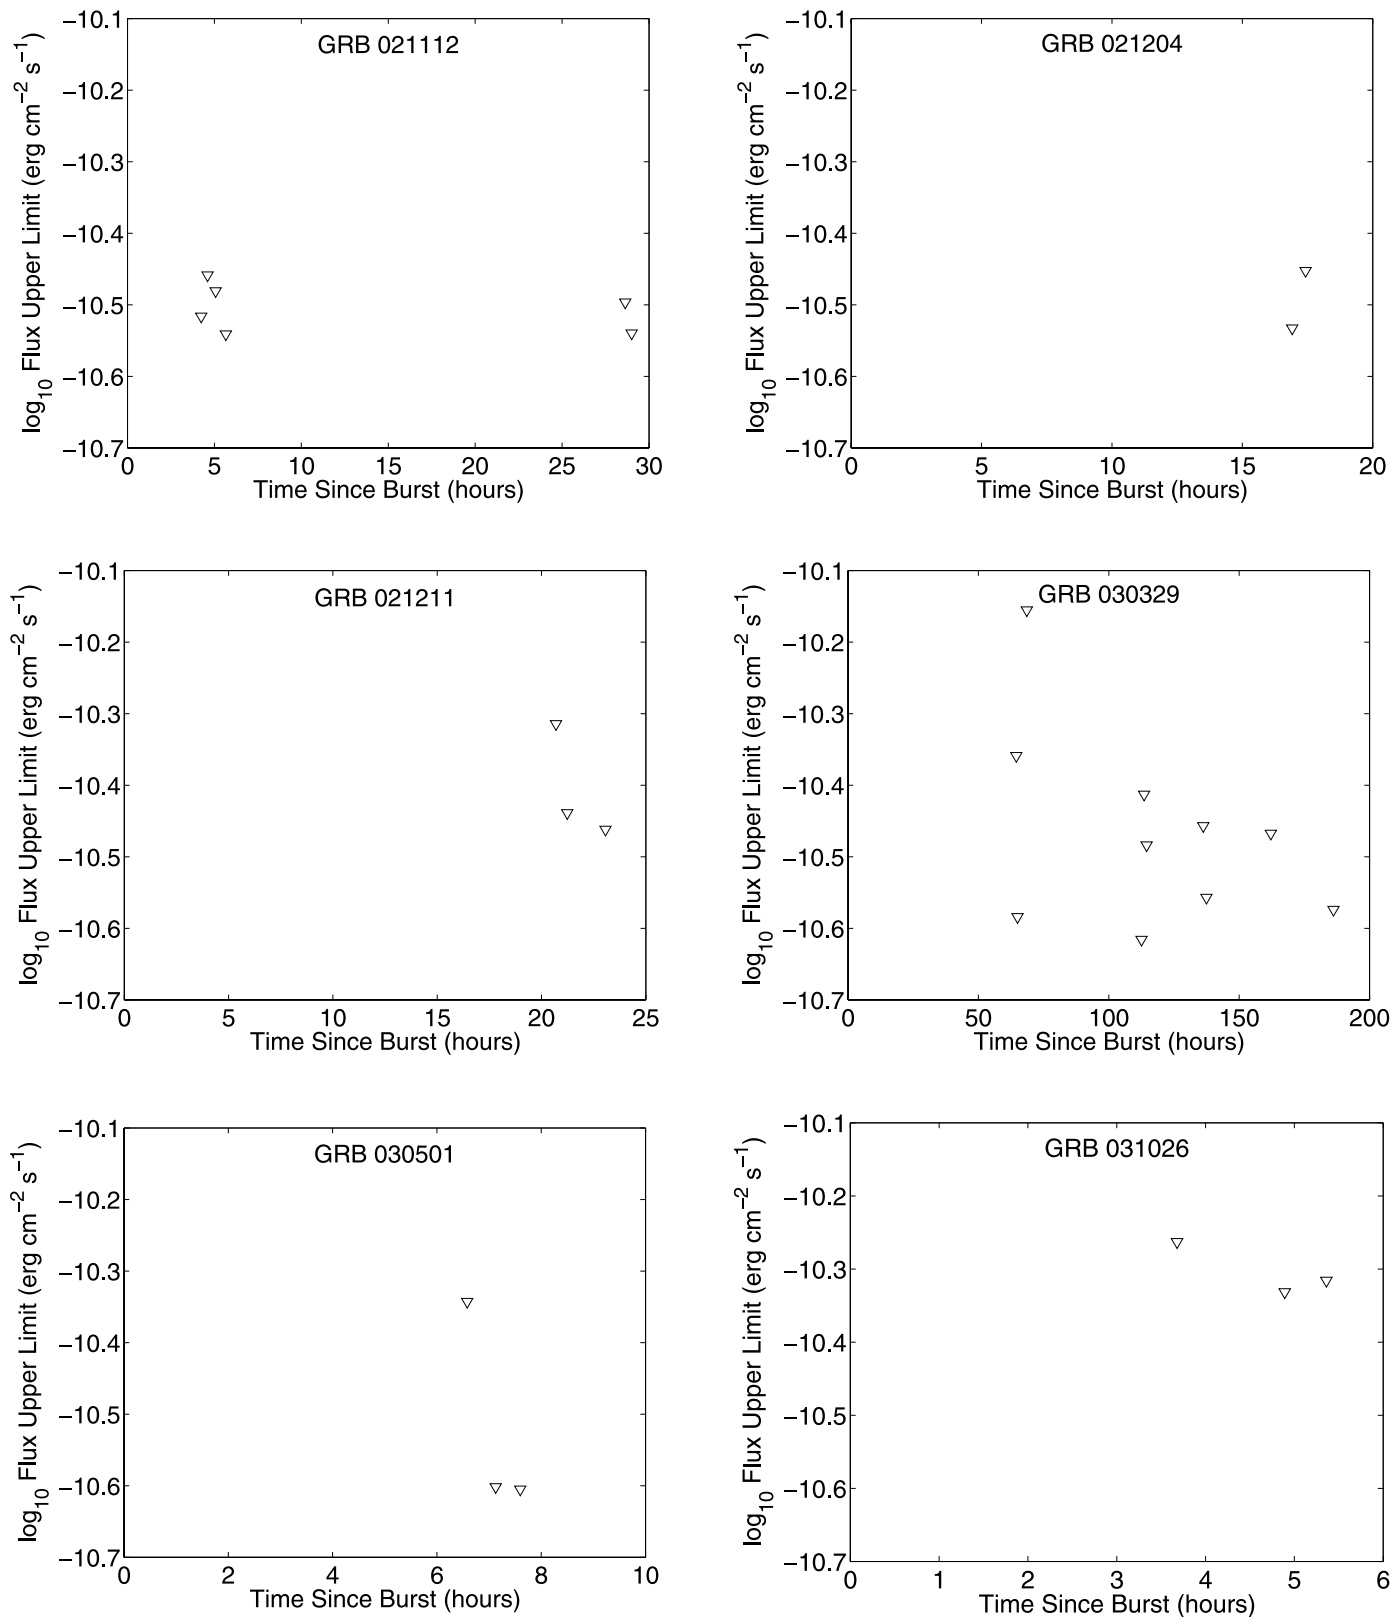 GRB 021112
log10 Flux Upper Limit (erg cm−2 s−1)
−10.1
−10.2
−10.3
−10.4
−10.5
−10.6
−10.7
0 5 10 15 20 25 30
Time Since Burst (hours)
GRB 021204
log10 Flux Upper Limit (erg cm−2 s−1)
−10.1
−10.2
−10.3
−10.4
−10.5
−10.6
−10.7
0 5 10 15 20
Time Since Burst (hours)
GRB 021211
log10 Flux Upper Limit (erg cm−2 s−1)
−10.1
−10.2
−10.3
−10.4
−10.5
−10.6
−10.7
0 5 10 15 20 25
Time Since Burst (hours)
GRB 030329
log10 Flux Upper Limit (erg cm−2 s−1)
−10.1
−10.2
−10.3
−10.4
−10.5
−10.6
−10.7
0 50 100 150 200
Time Since Burst (hours)
GRB 030501
log10 Flux Upper Limit (erg cm−2 s−1)
−10.1
−10.2
−10.3
−10.4
−10.5
−10.6
−10.7
0 2 4 6 8 10
Time Since Burst (hours)
GRB 031026
log10 Flux Upper Limit (erg cm−2 s−1)
−10.1
−10.2
−10.3
−10.4
−10.5
−10.6
−10.7
0 1 2 3 4 5 6
Time Since Burst (hours)